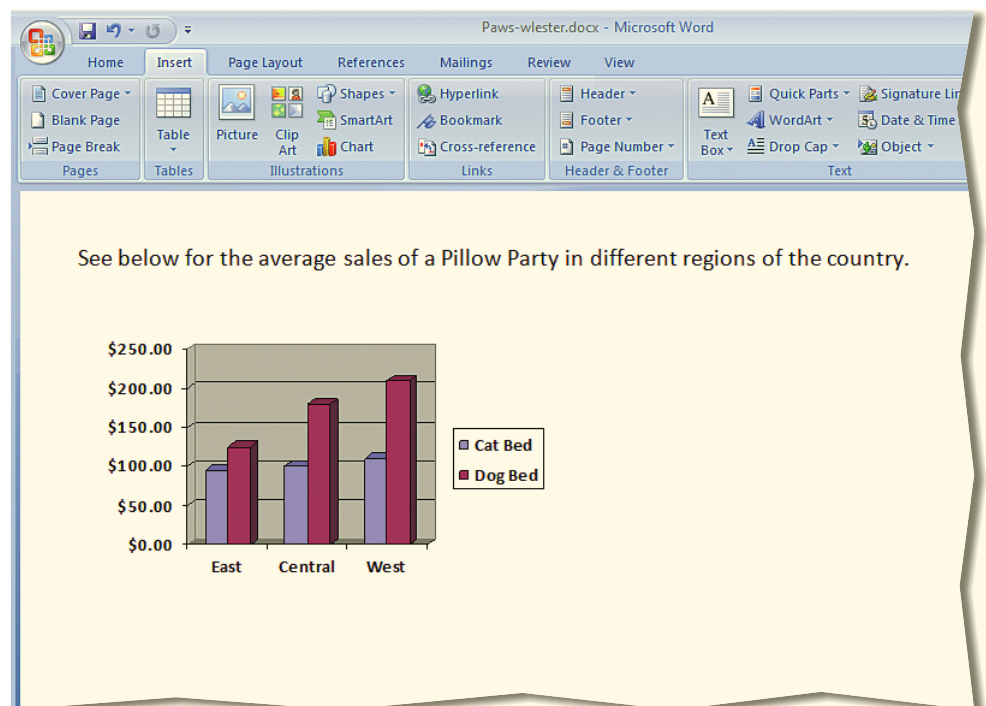 Paws-wlester.docx - Microsoft Word
Home Insert Page Layout References Mailings Review View
Cover Page
Blank Page
Page Break
Pages
Table
Tables
Picture
Clip
Art
Shapes
SmartArt
Chart
Illustrations
Hyperlink
Bookmark
Cross-reference
Links
Header
Footer
Page Number
Header & Footer
A
Text
Box
Quick Parts
WordArt
Drop Cap
Signature
Date & Time
Object
Text
See below for the average sales of a Pillow Party in different regions of the country.
$250.00
$200.00
$150.00
$100.00
$50.00
$0.00
East Central West
Cat Bed
Dog Bed